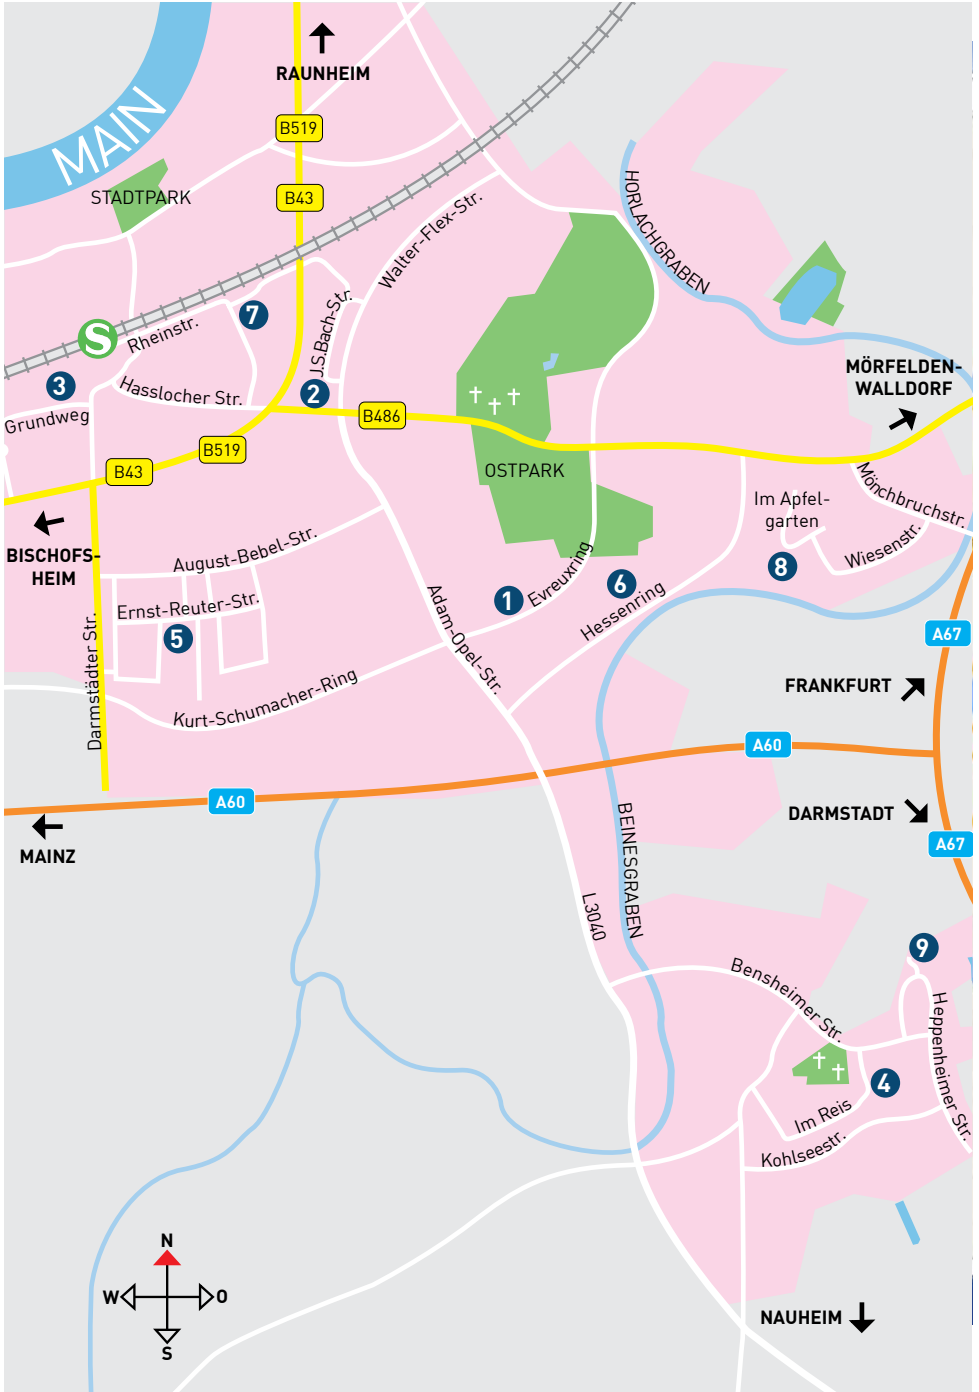 RAUNHEIM
MAIN
B519
STADTPARK
B43
HORLACHGRABEN
Walter-Flex-Str.
J.S.Bach-Str.
7
S
Rheinstr.
3
Hasslocher Str.
2
MÖRFELDEN-
WALLDORF
Grundweg
B486
B519
B43
OSTPARK
Mönchbruchstr.
Im Apfel-
garten
BISCHOFS-
HEIM
August-Bebel-Str.
Wiesenstr.
8
Ernst-Reuter-Str.
1
Evreuxring
6
Hessenring
5
Adam-Opel-Str.
A67
Darmstädter Str.
Kurt-Schumacher-Ring
FRANKFURT
A60
A60
DARMSTADT
MAINZ
A67
BEINESGRABEN
L3040
9
Bensheimer Str.
Heppenheimer Str.
4
Im Reis
Kohlseestr.
N
W
O
S
NAUHEIM